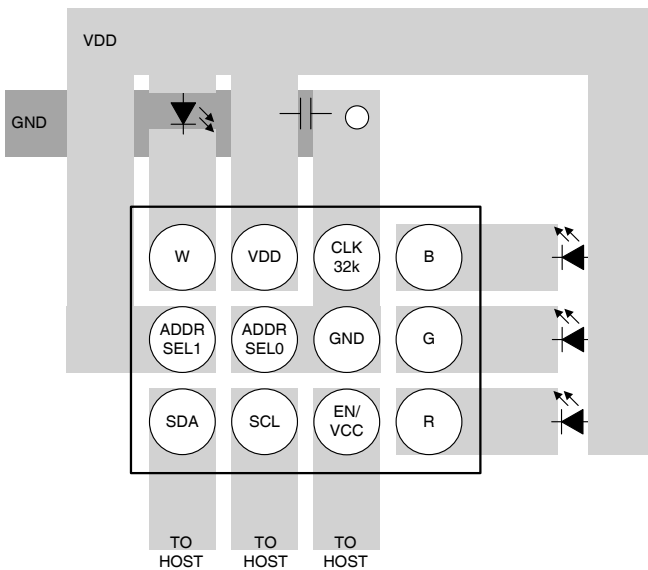 VDD
GND
W
VDD
CLK
32k
B
ADDR
SEL1
ADDR
SEL0
GND
G
SDA
SCL
EN/
VCC
R
TO
HOST
TO
HOST
TO
HOST